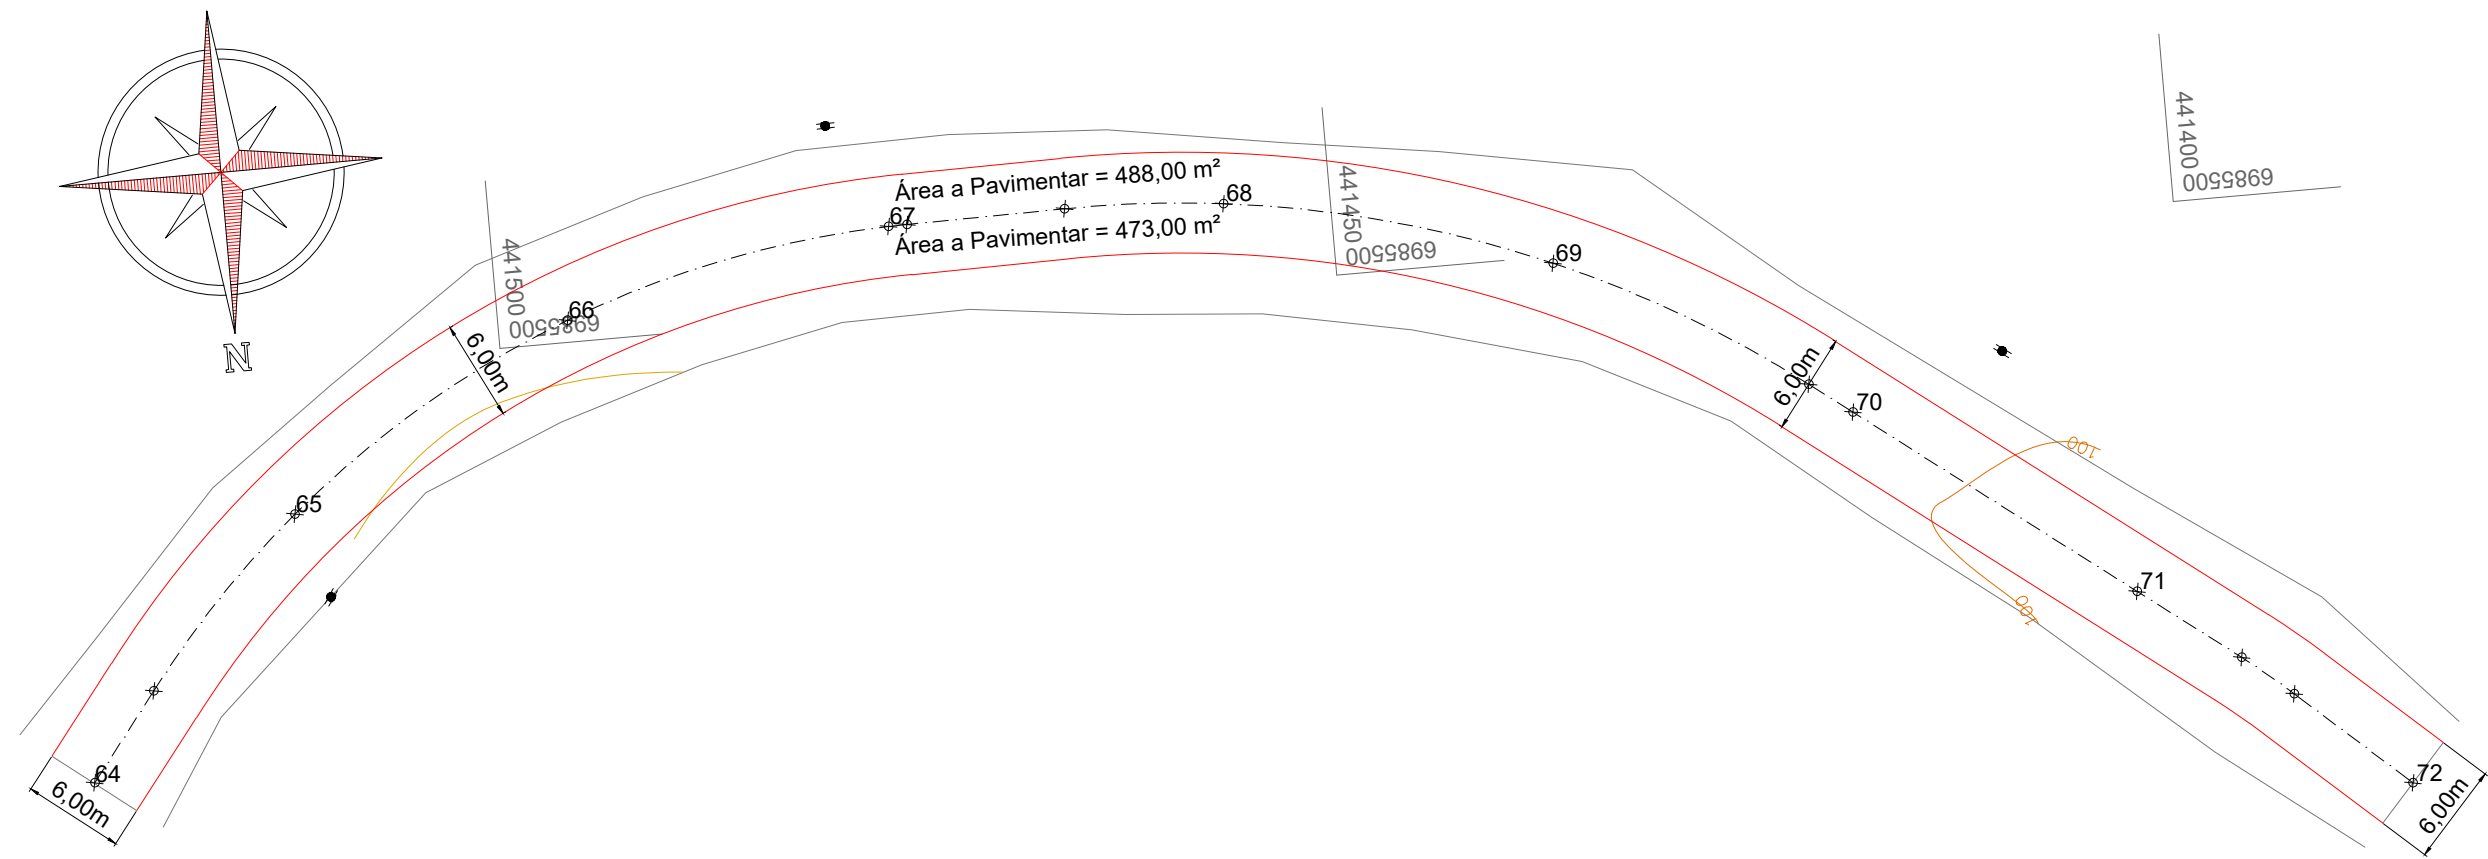 N
441400
6985500
Área a Pavimentar = 488,00 m²
68
67
Área a Pavimentar = 473,00 m²
441450
6985500
69
441500
6985500
66
6,00m
6,00m
70
100
65
71
100
64
6,00m
72
6,00m